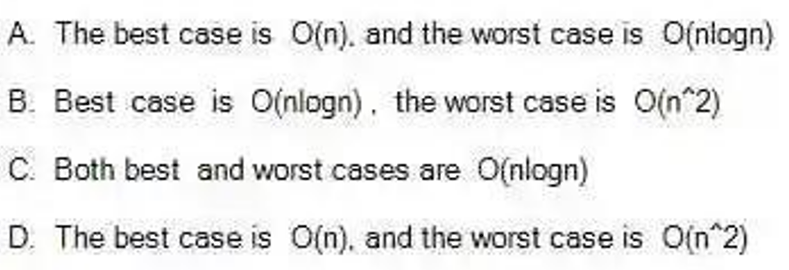 A. The best case is O(n), and the worst case is O(nlogn)
B. Best case is O(nlogn), the worst case is O(n^2)
C. Both best and worst cases are O(nlogn)
D. The best case is O(n), and the worst case is O(n^2)